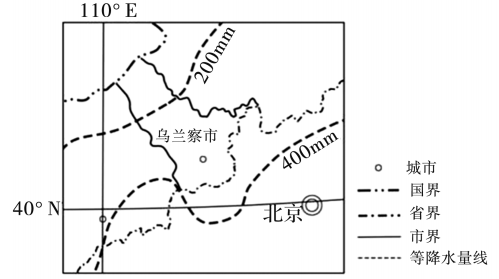 110° E
200mm
乌兰察市
400mm
40° N
北京
城市
国界
省界
市界
等降水量线